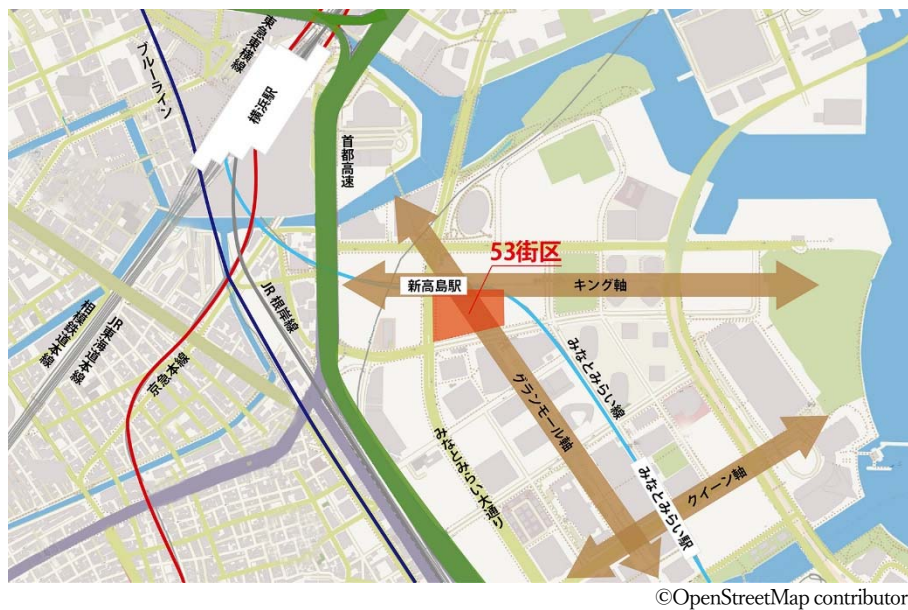 ブルーライン
東急東横線
横浜駅
首都高速
53街区
新高島駅
キング軸
相模鉄道本線
JR東海道本線
京急本線
JR 根岸線
みなとみらい線
グランモール軸
みなとみらい大通り
クイーン軸
みなとみらい駅
©OpenStreetMap contributor